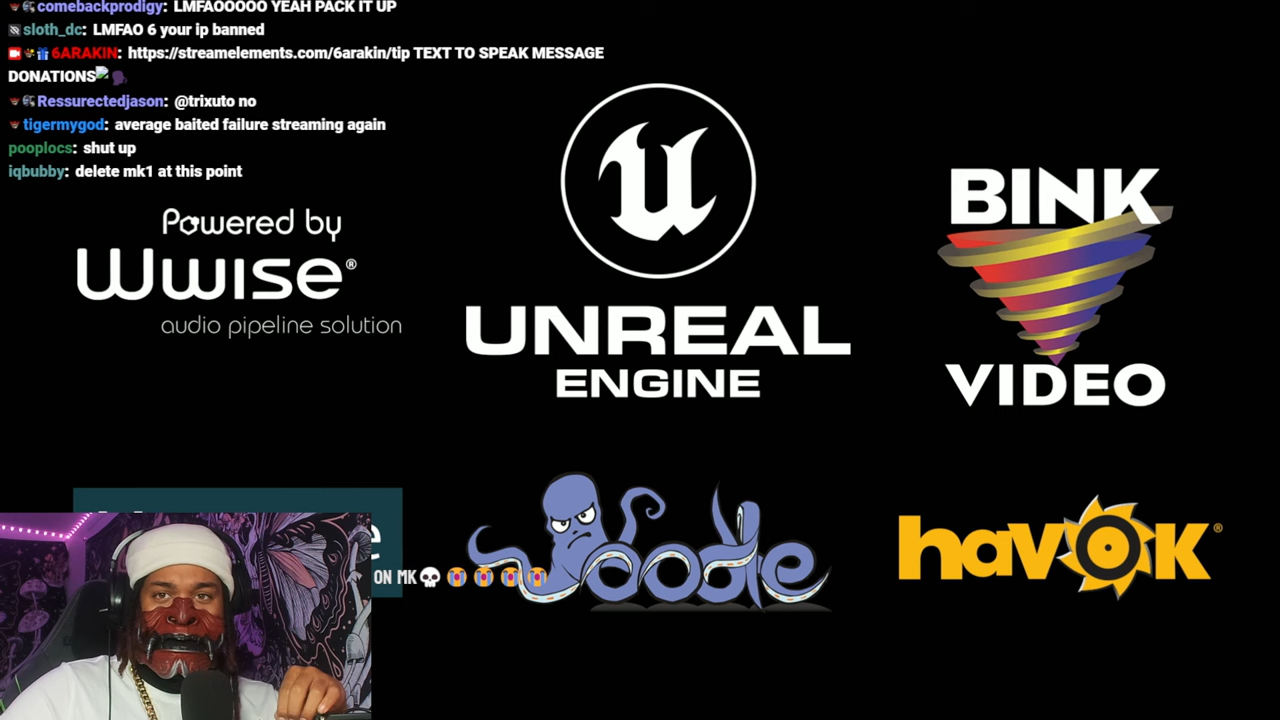 comebackprodigy: LMFAOOOOO YEAH PACK IT UP
sloth_dc: LMFAO 6 your ip banned
6ARAKIN: https://streamelements.com/6arakin/tip TEXT TO SPEAK MESSAGE
DONATIONS
Ressurectedjason: @trixuto no
tigermygod: average baited failure streaming again
pooplocs: shut up
iqbubby: delete mk1 at this point
Powered by
Wwise®
audio pipeline solution
UNREAL
ENGINE
BINK
VIDEO
e
ON MK💀😭😭😭😭
oodle
havok®